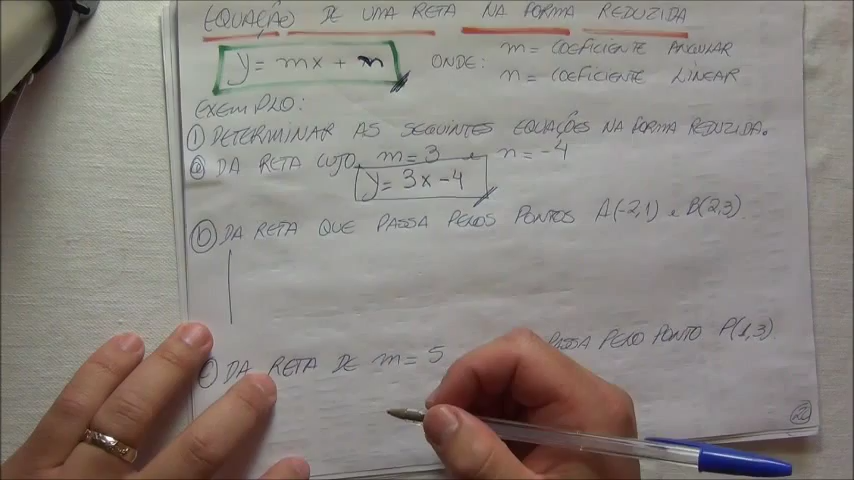 EQUAÇÃO DE UMA RETA NA FORMA REDUZIDA
y = mx + n ONDE: m = COEFICIENTE ANGULAR
n = COEFICIENTE LINEAR
EXEMPLO:
① DETERMINAR AS SEGUINTES EQUAÇÕES NA FORMA REDUZIDA.
ⓐ DA RETA CUJO m = 3 e n = -4
y = 3x - 4
ⓑ DA RETA QUE PASSA PELOS PONTOS A(-2,1) e B(2,3).
ⓒ DA RETA DE m = 5 PASSA PELO PONTO P(1,3).
②